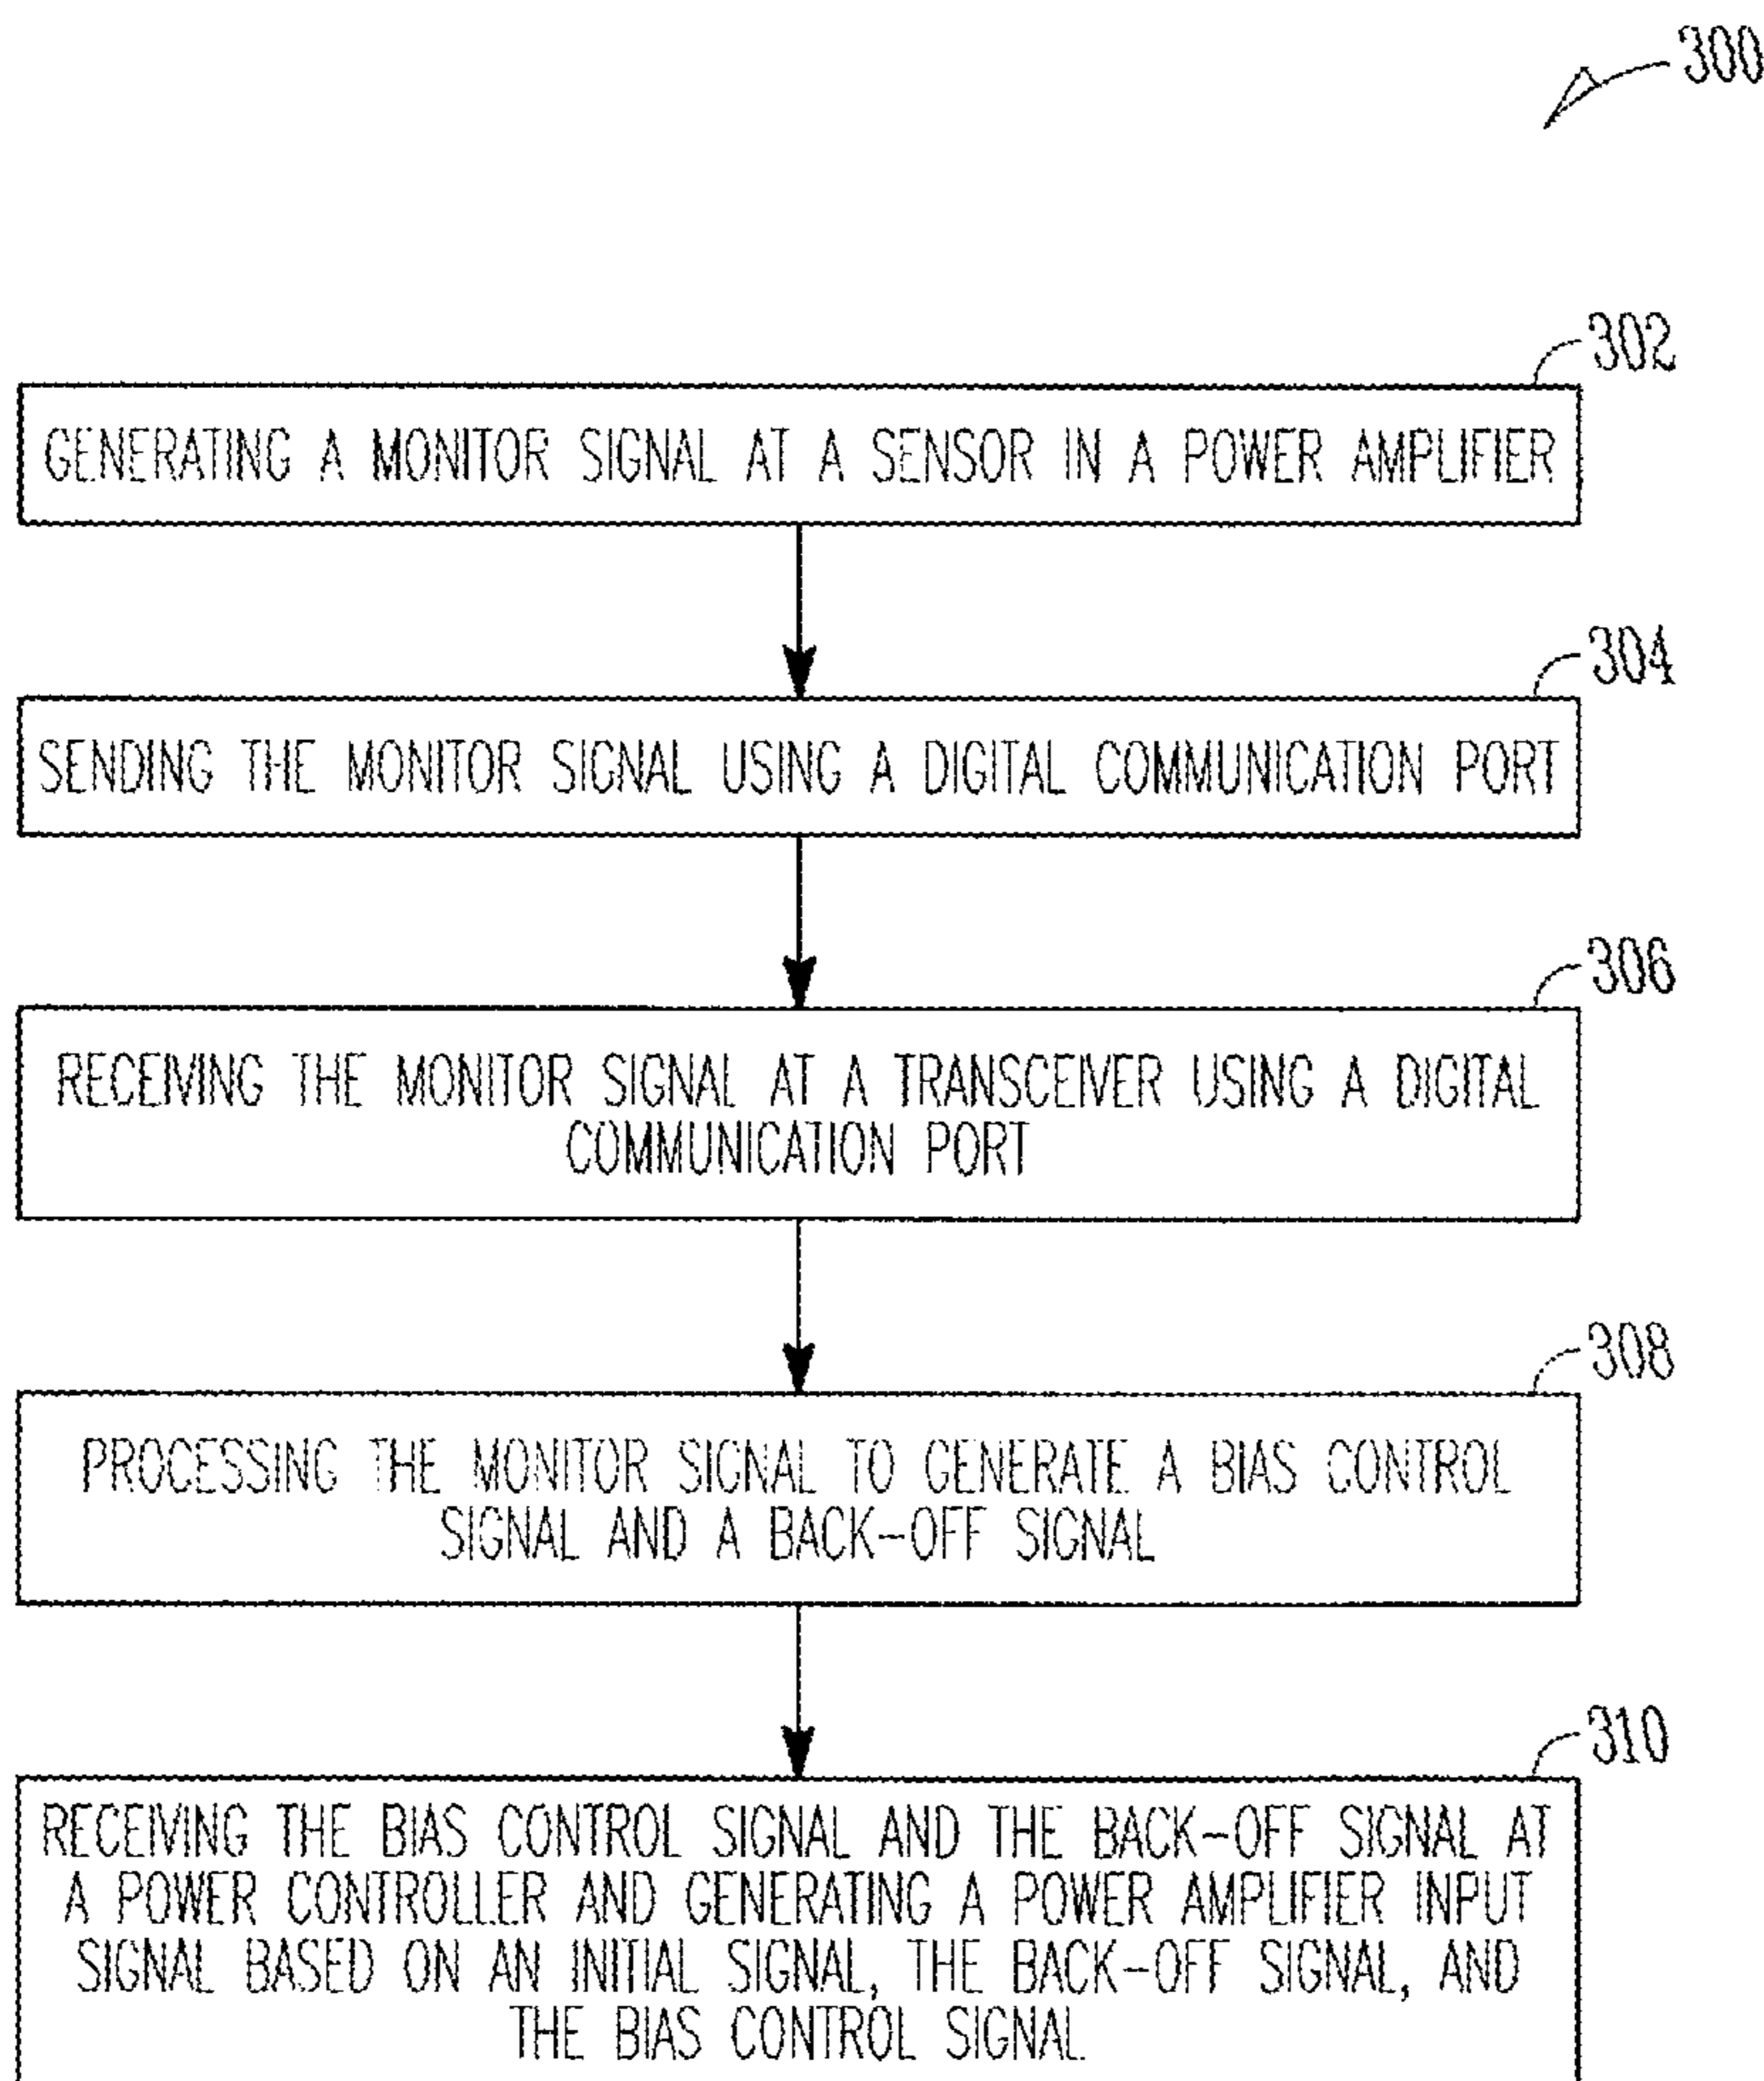 300
302
GENERATING A MONITOR SIGNAL AT A SENSOR IN A POWER AMPLIFIER
304
SENDING THE MONITOR SIGNAL USING A DIGITAL COMMUNICATION PORT
306
RECEIVING THE MONITOR SIGNAL AT A TRANSCEIVER USING A DIGITAL
COMMUNICATION PORT
308
PROCESSING THE MONITOR SIGNAL TO GENERATE A BIAS CONTROL
SIGNAL AND A BACK-OFF SIGNAL
310
RECEIVING THE BIAS CONTROL SIGNAL AND THE BACK-OFF SIGNAL AT
A POWER CONTROLLER AND GENERATING A POWER AMPLIFIER INPUT
SIGNAL BASED ON AN INITIAL SIGNAL, THE BACK-OFF SIGNAL, AND
THE BIAS CONTROL SIGNAL